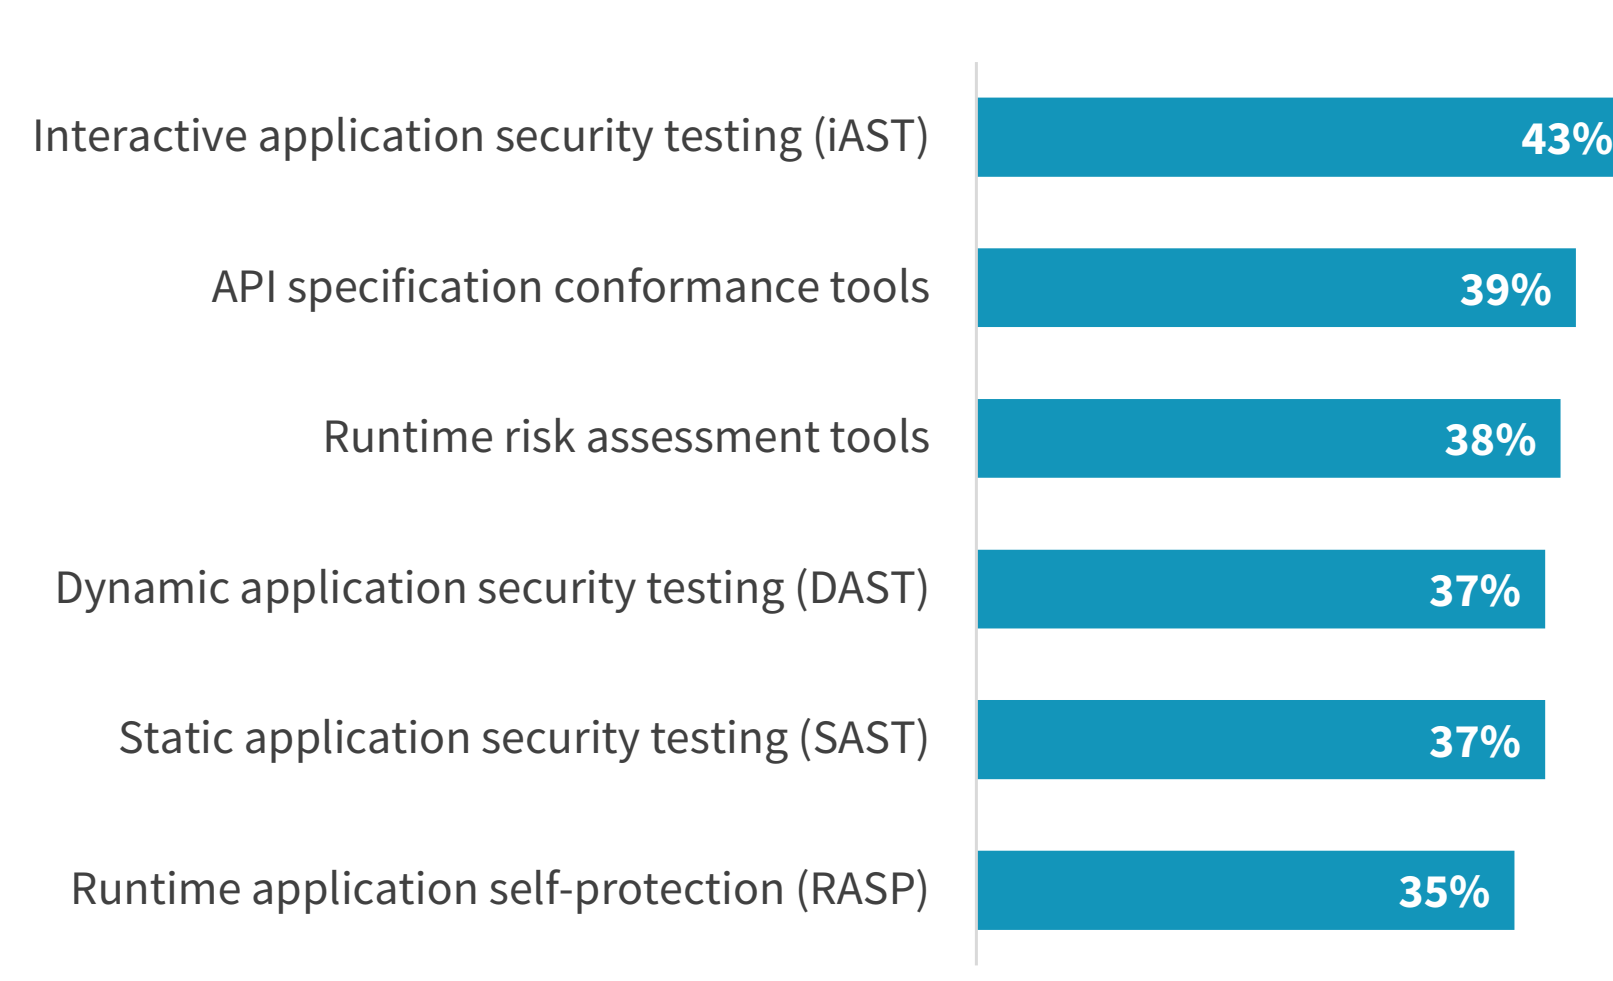 Interactive application security testing (iAST) 43%
API specification conformance tools 39%
Runtime risk assessment tools 38%
Dynamic application security testing (DAST) 37%
Static application security testing (SAST) 37%
Runtime application self-protection (RASP) 35%